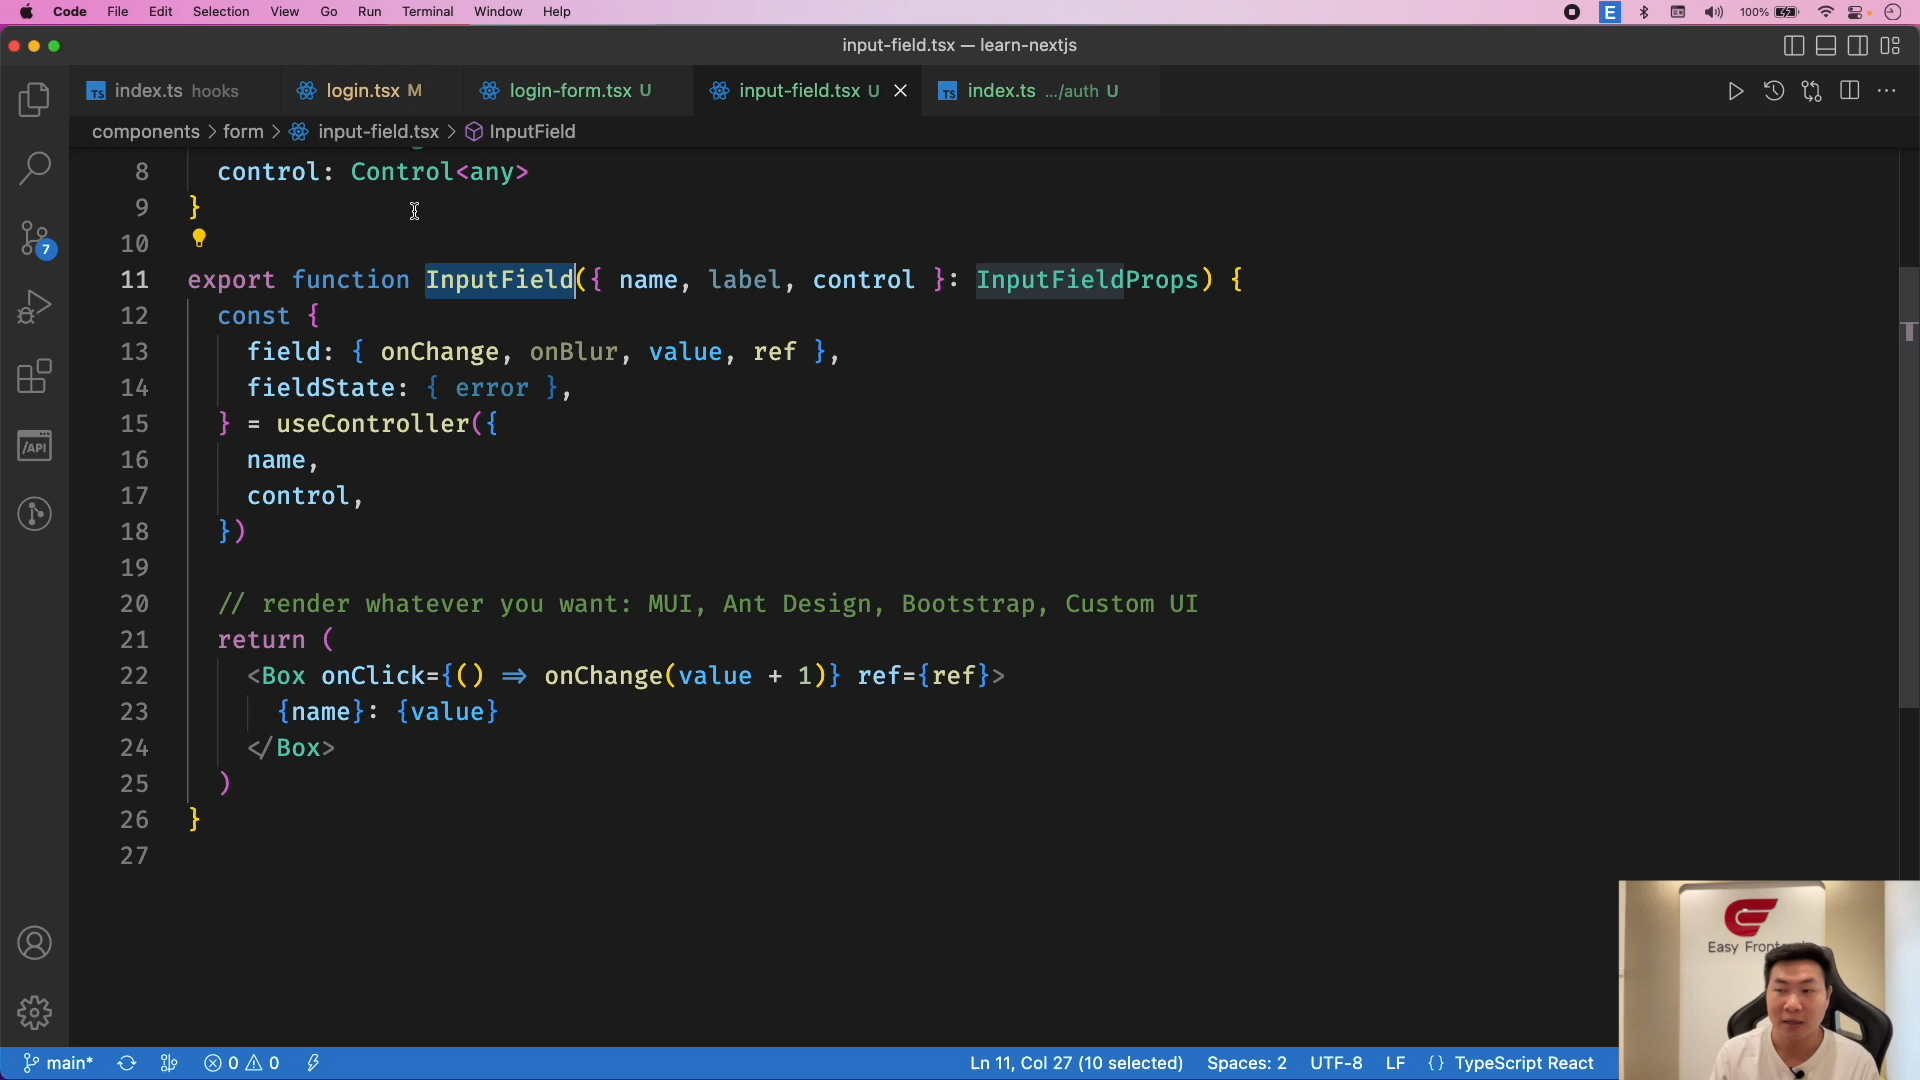 Code File Edit Selection View Go Run Terminal Window Help E 100%
input-field.tsx — learn-nextjs
TS index.ts hooks login.tsx M login-form.tsx U input-field.tsx U TS index.ts .../auth U
components > form > input-field.tsx > InputField
8 control: Control<any>
9 }
10
11 export function InputField({ name, label, control }: InputFieldProps) {
12 const {
13 field: { onChange, onBlur, value, ref },
14 fieldState: { error },
15 } = useController({
16 name,
17 control,
18 })
19
20 // render whatever you want: MUI, Ant Design, Bootstrap, Custom UI
21 return (
22 <Box onClick={() => onChange(value + 1)} ref={ref}>
23 {name}: {value}
24 </Box>
25 )
26 }
27
7
/API
Easy
main* 0 0 Ln 11, Col 27 (10 selected) Spaces: 2 UTF-8 LF {} TypeScript React